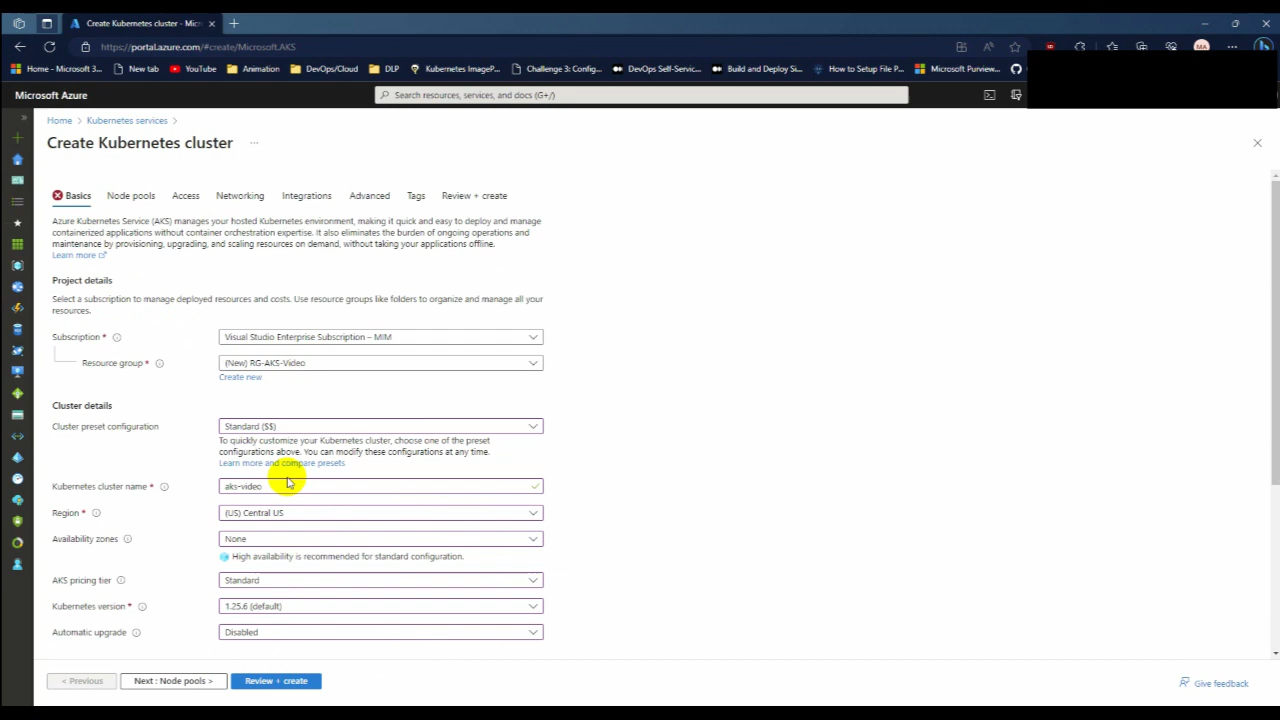 Create Kubernetes cluster - Mic
https://portal.azure.com/#create/Microsoft.AKS
MA
Home - Microsoft 3...
New tab
YouTube
Animation
DevOps/Cloud
DLP
Kubernetes ImageP...
Challenge 3: Config...
DevOps Self-Servic...
Build and Deploy Si...
How to Setup File P...
Microsoft Purview...
Microsoft Azure
Search resources, services, and docs (G+/)
Home > Kubernetes services >
Create Kubernetes cluster ...
Basics
Node pools
Access
Networking
Integrations
Advanced
Tags
Review + create
Azure Kubernetes Service (AKS) manages your hosted Kubernetes environment, making it quick and easy to deploy and manage
containerized applications without container orchestration expertise. It also eliminates the burden of ongoing operations and
maintenance by provisioning, upgrading, and scaling resources on demand, without taking your applications offline.
Learn more
Project details
Select a subscription to manage deployed resources and costs. Use resource groups like folders to organize and manage all your
resources.
Subscription *
Visual Studio Enterprise Subscription – MIM
Resource group *
(New) RG-AKS-Video
Create new
Cluster details
Cluster preset configuration
Standard ($$)
To quickly customize your Kubernetes cluster, choose one of the preset
configurations above. You can modify these configurations at any time.
Learn more and compare presets
Kubernetes cluster name *
aks-video
Region *
(US) Central US
Availability zones
None
High availability is recommended for standard configuration.
AKS pricing tier
Standard
Kubernetes version *
1.25.6 (default)
Automatic upgrade
Disabled
< Previous
Next : Node pools >
Review + create
Give feedback